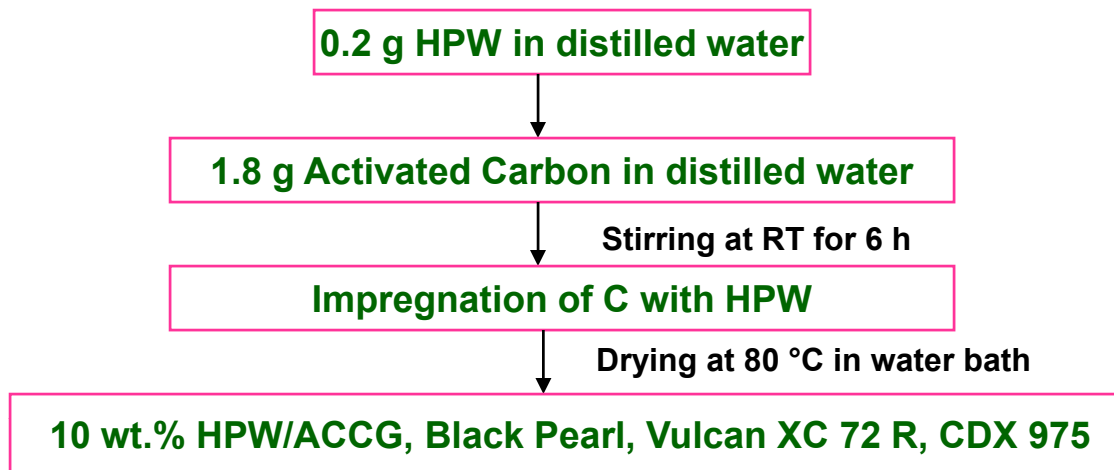 0.2 g HPW in distilled water
1.8 g Activated Carbon in distilled water
Stirring at RT for 6 h
Impregnation of C with HPW
Drying at 80 °C in water bath
10 wt.% HPW/ACCG, Black Pearl, Vulcan XC 72 R, CDX 975